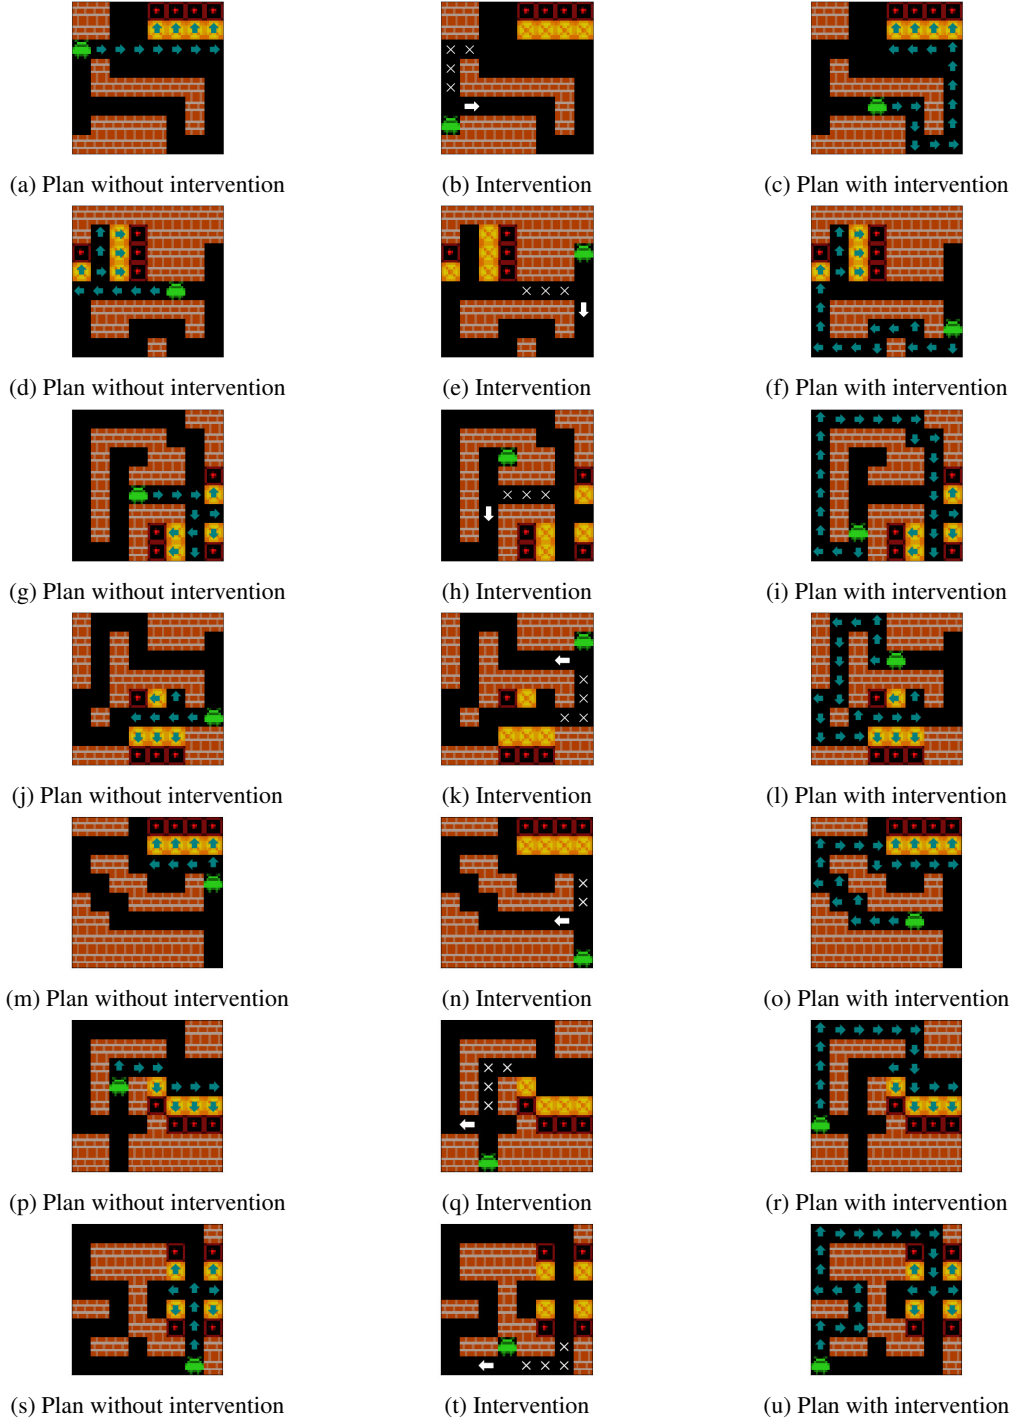 (a) Plan without intervention (b) Intervention (c) Plan with intervention
(d) Plan without intervention (e) Intervention (f) Plan with intervention
(g) Plan without intervention (h) Intervention (i) Plan with intervention
(j) Plan without intervention (k) Intervention (l) Plan with intervention
(m) Plan without intervention (n) Intervention (o) Plan with intervention
(p) Plan without intervention (q) Intervention (r) Plan with intervention
(s) Plan without intervention (t) Intervention (u) Plan with intervention